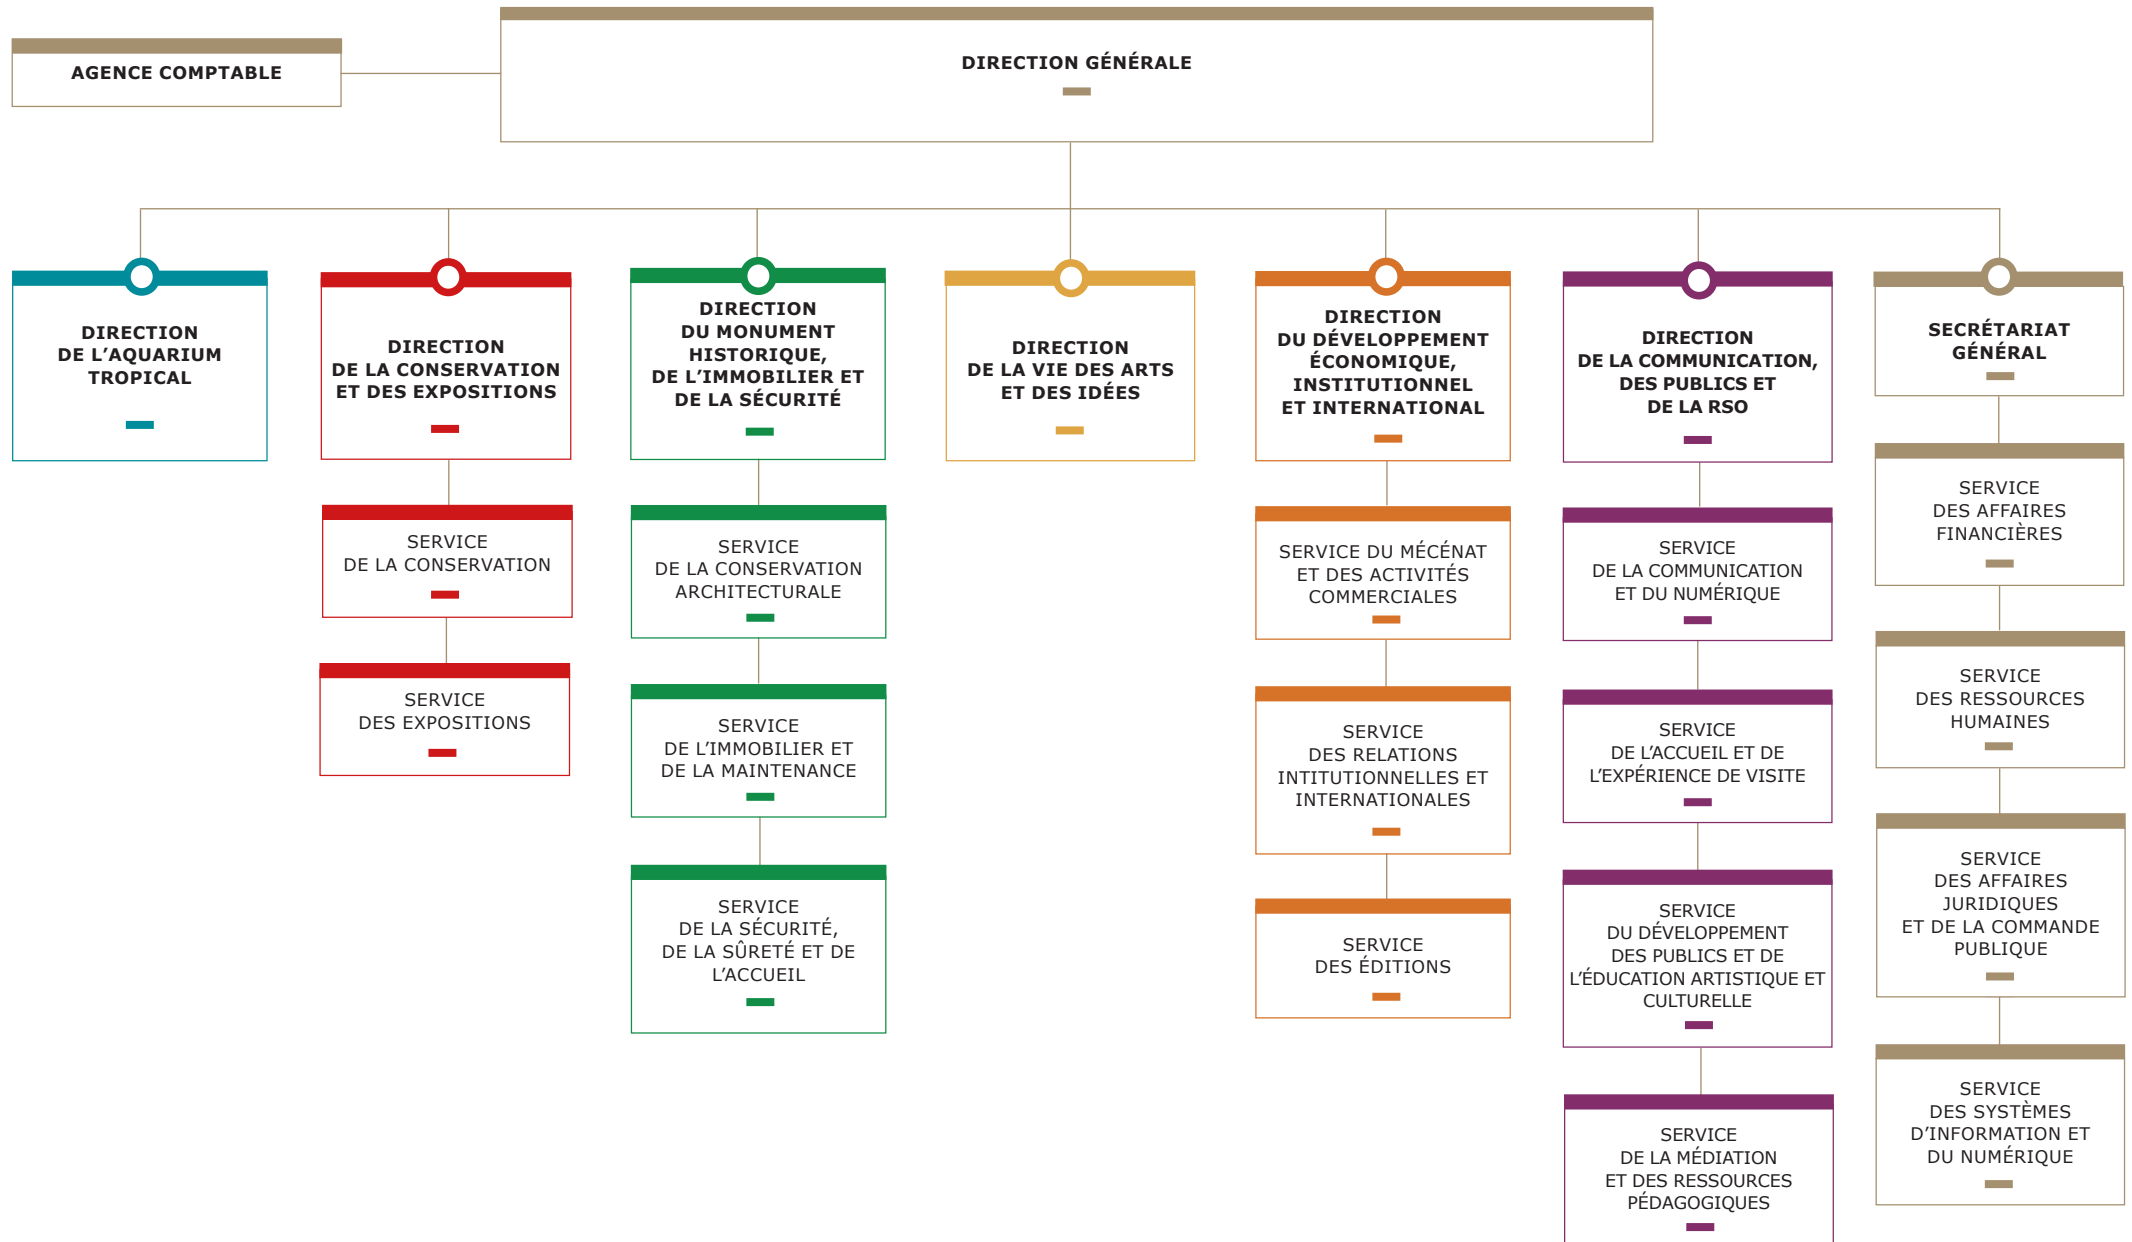 AGENCE COMPTABLE
DIRECTION GÉNÉRALE
DIRECTION
DE L’AQUARIUM
TROPICAL
DIRECTION
DE LA CONSERVATION
ET DES EXPOSITIONS
SERVICE
DE LA CONSERVATION
SERVICE
DES EXPOSITIONS
DIRECTION
DU MONUMENT
HISTORIQUE,
DE L’IMMOBILIER ET
DE LA SÉCURITÉ
SERVICE
DE LA CONSERVATION
ARCHITECTURALE
SERVICE
DE L’IMMOBILIER ET
DE LA MAINTENANCE
SERVICE
DE LA SÉCURITÉ,
DE LA SÛRETÉ ET DE
L’ACCUEIL
DIRECTION
DE LA VIE DES ARTS
ET DES IDÉES
DIRECTION
DU DÉVELOPPEMENT
ÉCONOMIQUE,
INSTITUTIONNEL
ET INTERNATIONAL
SERVICE DU MÉCÉNAT
ET DES ACTIVITÉS
COMMERCIALES
SERVICE
DES RELATIONS
INTITUTIONNELLES ET
INTERNATIONALES
SERVICE
DES ÉDITIONS
DIRECTION
DE LA COMMUNICATION,
DES PUBLICS ET
DE LA RSO
SERVICE
DE LA COMMUNICATION
ET DU NUMÉRIQUE
SERVICE
DE L’ACCUEIL ET DE
L’EXPÉRIENCE DE VISITE
SERVICE
DU DÉVELOPPEMENT
DES PUBLICS ET DE
L’ÉDUCATION ARTISTIQUE ET
CULTURELLE
SERVICE
DE LA MÉDIATION
ET DES RESSOURCES
PÉDAGOGIQUES
SECRÉTARIAT
GÉNÉRAL
SERVICE
DES AFFAIRES
FINANCIÈRES
SERVICE
DES RESSOURCES
HUMAINES
SERVICE
DES AFFAIRES
JURIDIQUES
ET DE LA COMMANDE
PUBLIQUE
SERVICE
DES SYSTÈMES
D’INFORMATION ET
DU NUMÉRIQUE